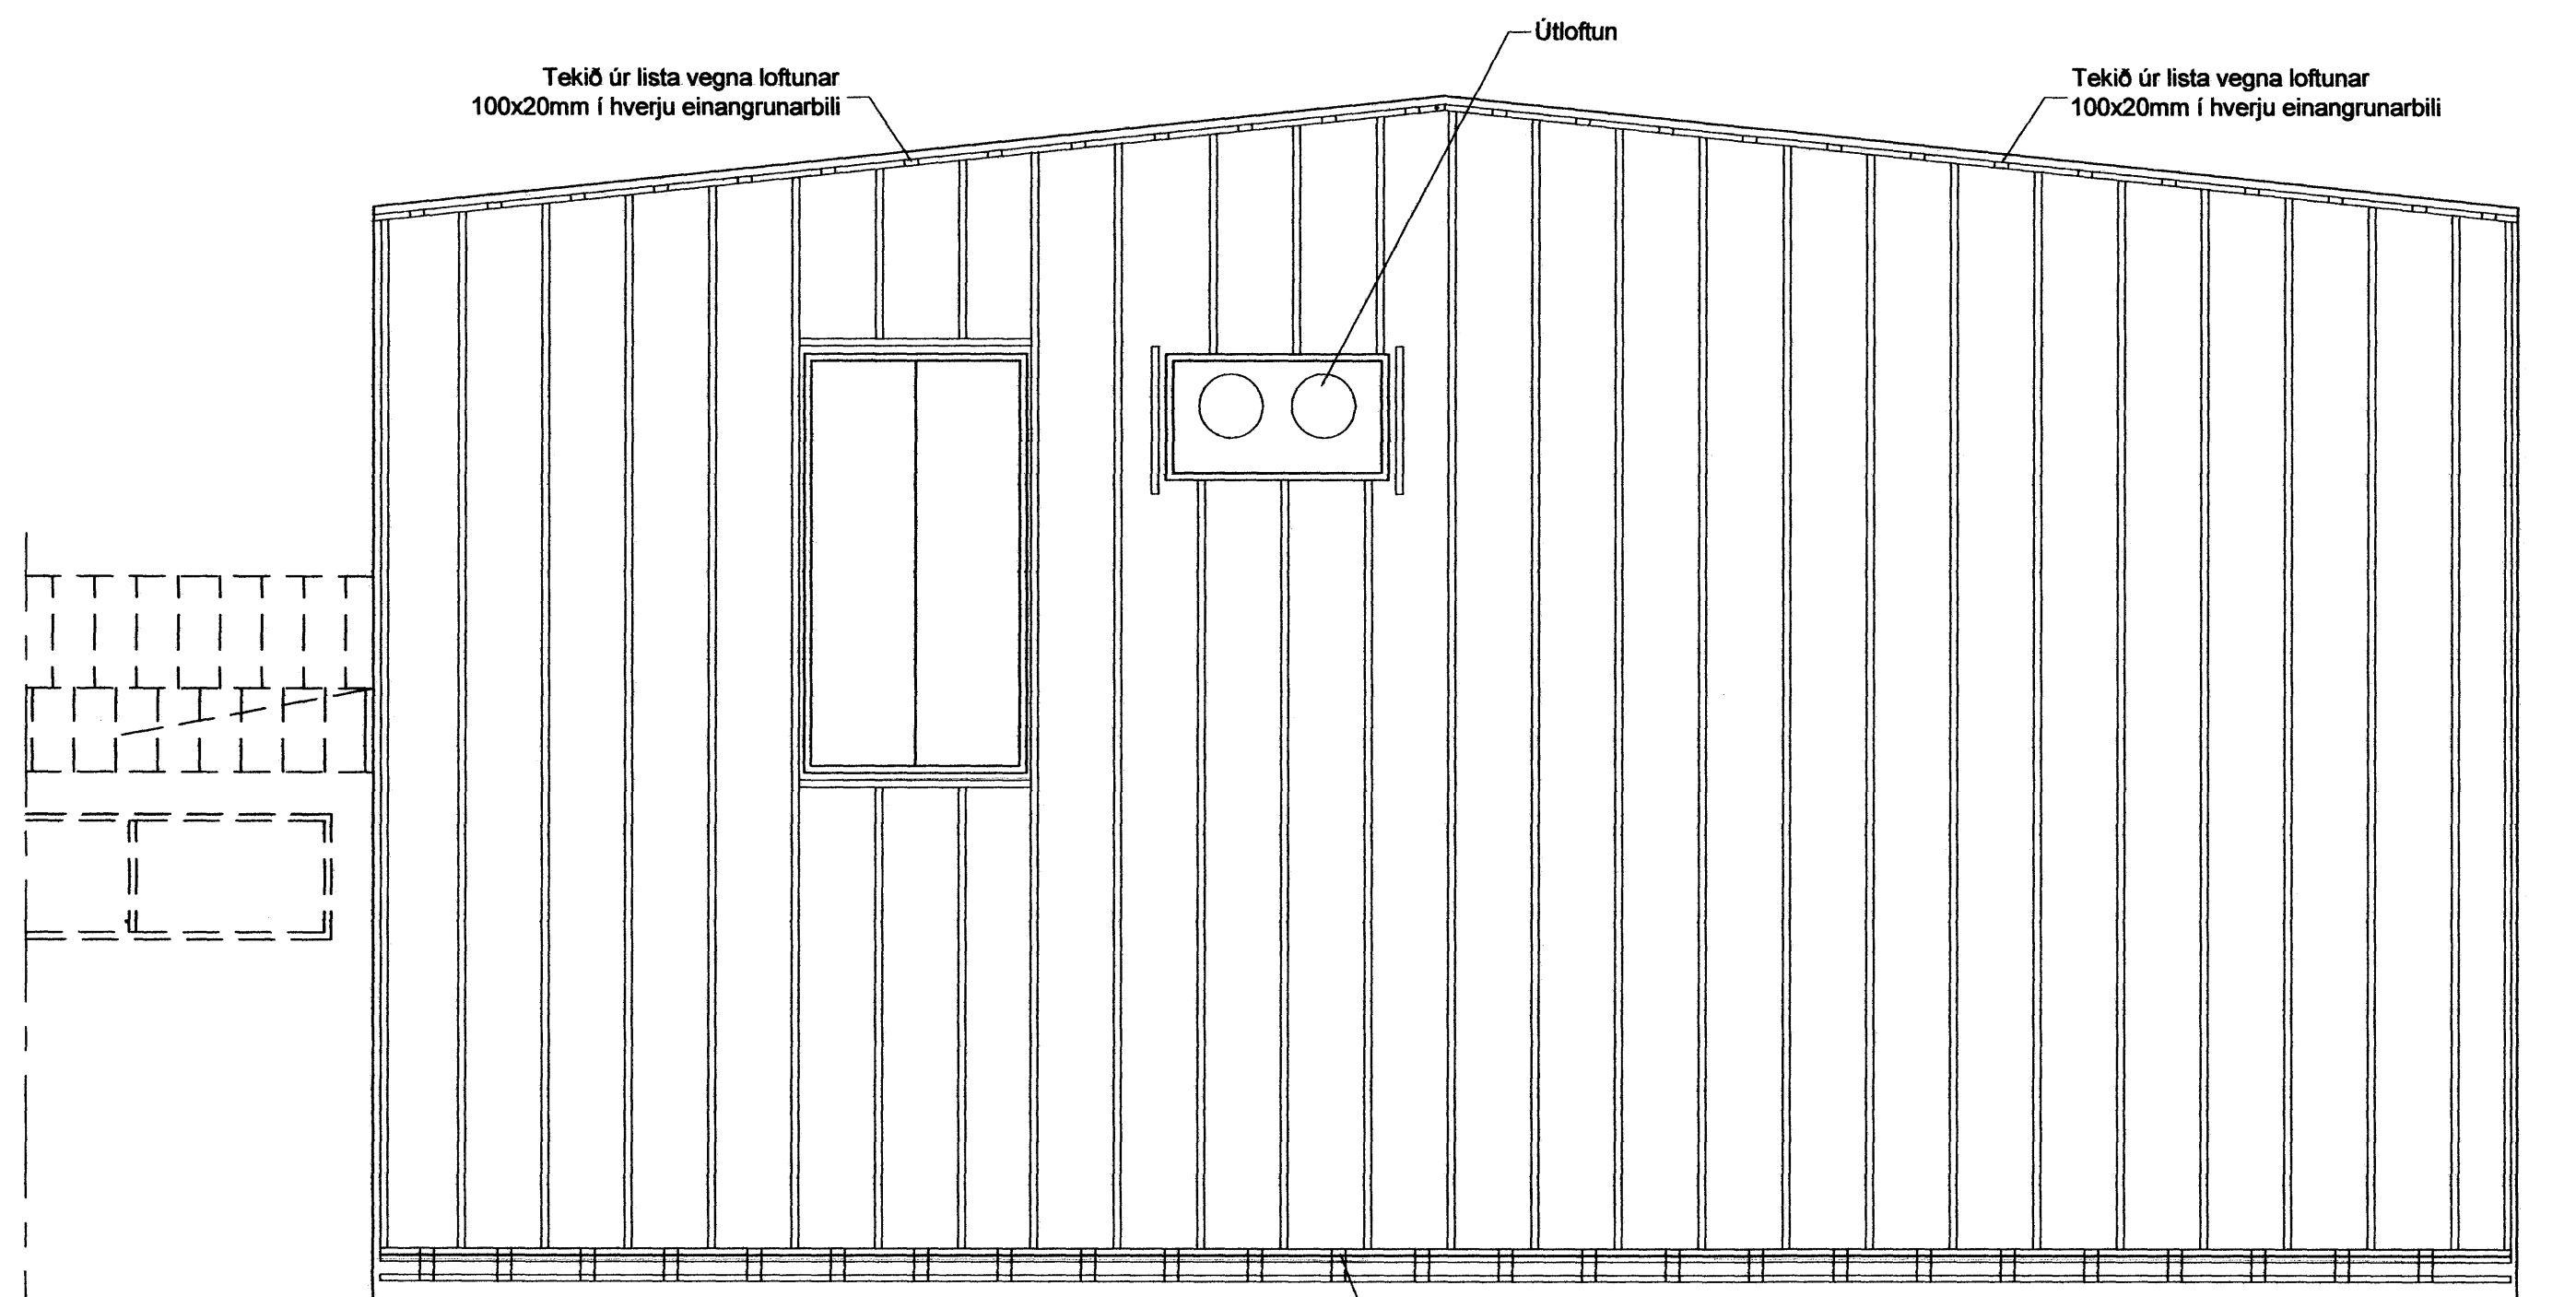 Útloftun
Tekið úr lista vegna loftunar
100x20mm í hverju einangrunarbili
Tekið úr lista vegna loftunar
100x20mm í hverju einangrunarbili